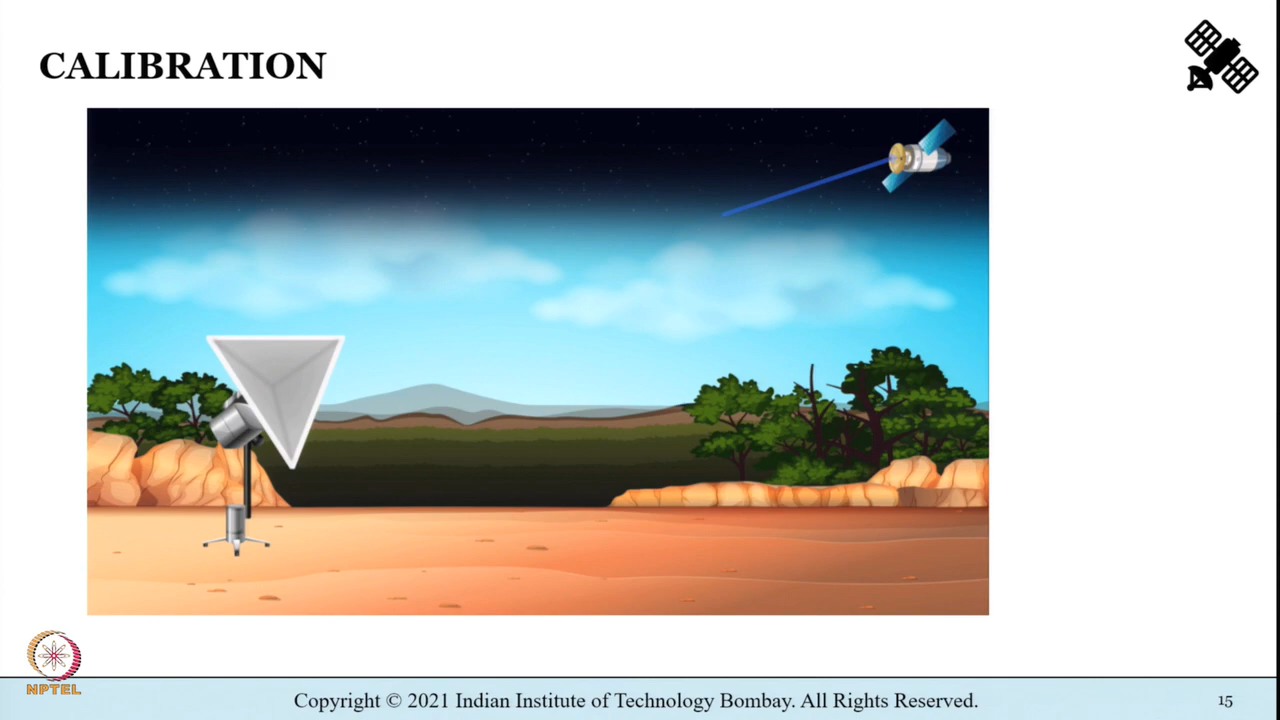 CALIBRATION
NPTEL
Copyright © 2021 Indian Institute of Technology Bombay. All Rights Reserved.
15